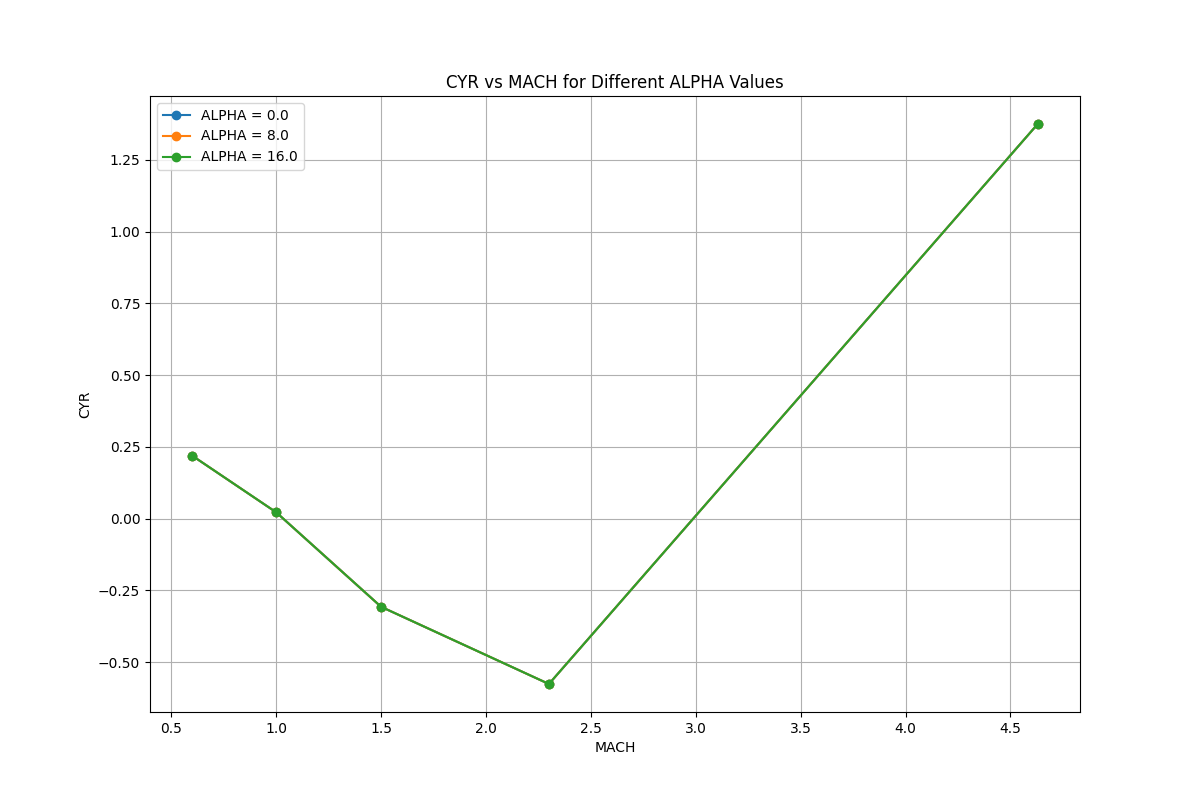 CYR vs MACH for Different ALPHA Values
ALPHA = 0.0
ALPHA = 8.0
ALPHA = 16.0
1.25
1.00
0.75
0.50
0.25
0.00
−0.25
−0.50
CYR
0.5 1.0 1.5 2.0 2.5 3.0 3.5 4.0 4.5
MACH